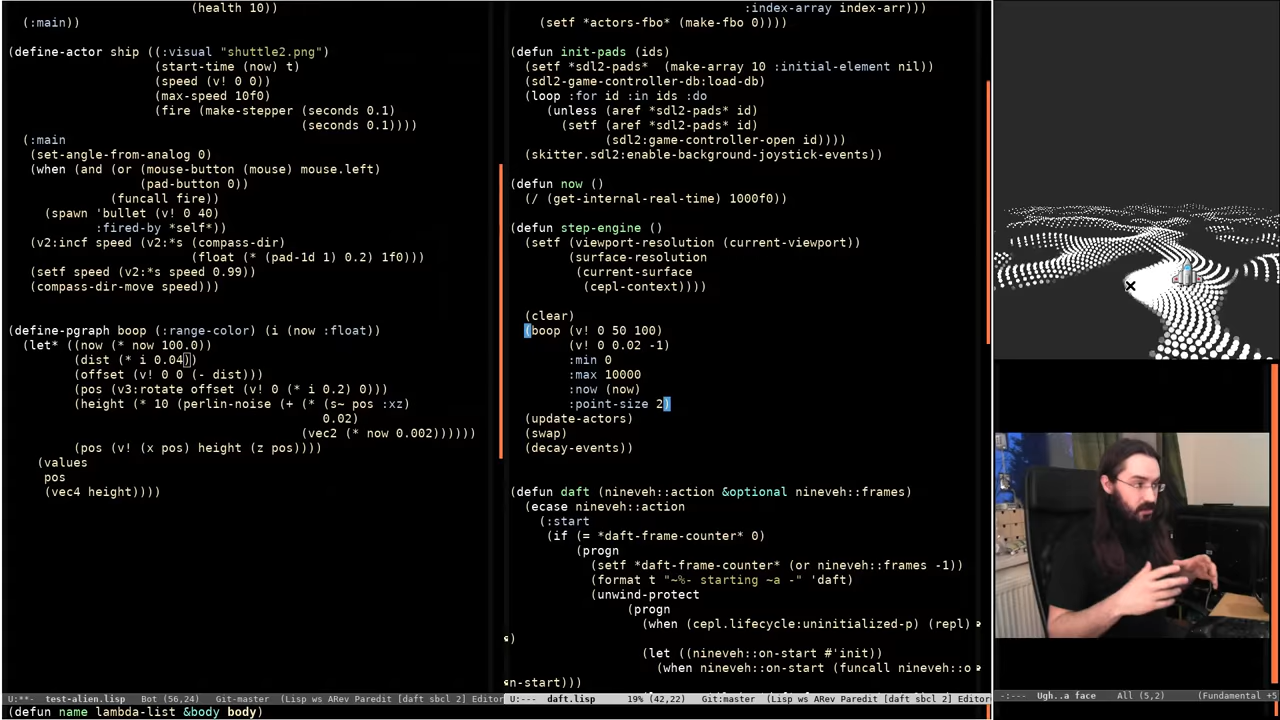 (health 10))
(:main))
(define-actor ship ((:visual "shuttle2.png")
(start-time (now) t)
(speed (v! 0 0))
(max-speed 10f0)
(fire (make-stepper (seconds 0.1)
(seconds 0.1))))
(:main
(set-angle-from-analog 0)
(when (and (or (mouse-button (mouse) mouse.left)
(pad-button 0))
(funcall fire))
(spawn 'bullet (v! 0 40)
:fired-by *self*))
(v2:incf speed (v2:*s (compass-dir)
(float (* (pad-1d 1) 0.2) 1f0)))
(setf speed (v2:*s speed 0.99))
(compass-dir-move speed)))
(define-pgraph boop (:range-color) (i (now :float))
(let* ((now (* now 100.0))
(dist (* i 0.04))
(offset (v! 0 0 (- dist)))
(pos (v3:rotate offset (v! 0 (* i 0.2) 0)))
(height (* 10 (perlin-noise (+ (* (s~ pos :xz)
0.02)
(vec2 (* now 0.002))))))
(pos (v! (x pos) height (z pos))))
(values
pos
(vec4 height))))
U:**-  test-alien.lisp   Bot (56,24)   Git-master   (Lisp ws ARev Paredit [daft sbcl 2] Editor
(defun name lambda-list &body body)
:index-array index-arr)))
(setf *actors-fbo* (make-fbo 0))))
(defun init-pads (ids)
(setf *sdl2-pads*  (make-array 10 :initial-element nil))
(sdl2-game-controller-db:load-db)
(loop :for id :in ids :do
(unless (aref *sdl2-pads* id)
(setf (aref *sdl2-pads* id)
(sdl2:game-controller-open id))))
(skitter.sdl2:enable-background-joystick-events))
(defun now ()
(/ (get-internal-real-time) 1000f0))
(defun step-engine ()
(setf (viewport-resolution (current-viewport))
(surface-resolution
(current-surface
(cepl-context))))
(clear)
(boop (v! 0 50 100)
(v! 0 0.02 -1)
:min 0
:max 10000
:now (now)
:point-size 2)
(update-actors)
(swap)
(decay-events))
(defun daft (nineveh::action &optional nineveh::frames)
(ecase nineveh::action
(:start
(if (= *daft-frame-counter* 0)
(progn
(setf *daft-frame-counter* (or nineveh::frames -1))
(format t "~%- starting ~a -" 'daft)
(unwind-protect
(progn
(when (cepl.lifecycle:uninitialized-p) (repl)
)
(let ((nineveh::on-start #'init))
(when nineveh::on-start (funcall nineveh::o
n-start)))
U:---  daft.lisp      19% (42,22)   Git:master  (Lisp ws ARev Paredit [daft sbcl 2] Editor
-:---  Ugh..a face    All (5,2)      (Fundamental +5